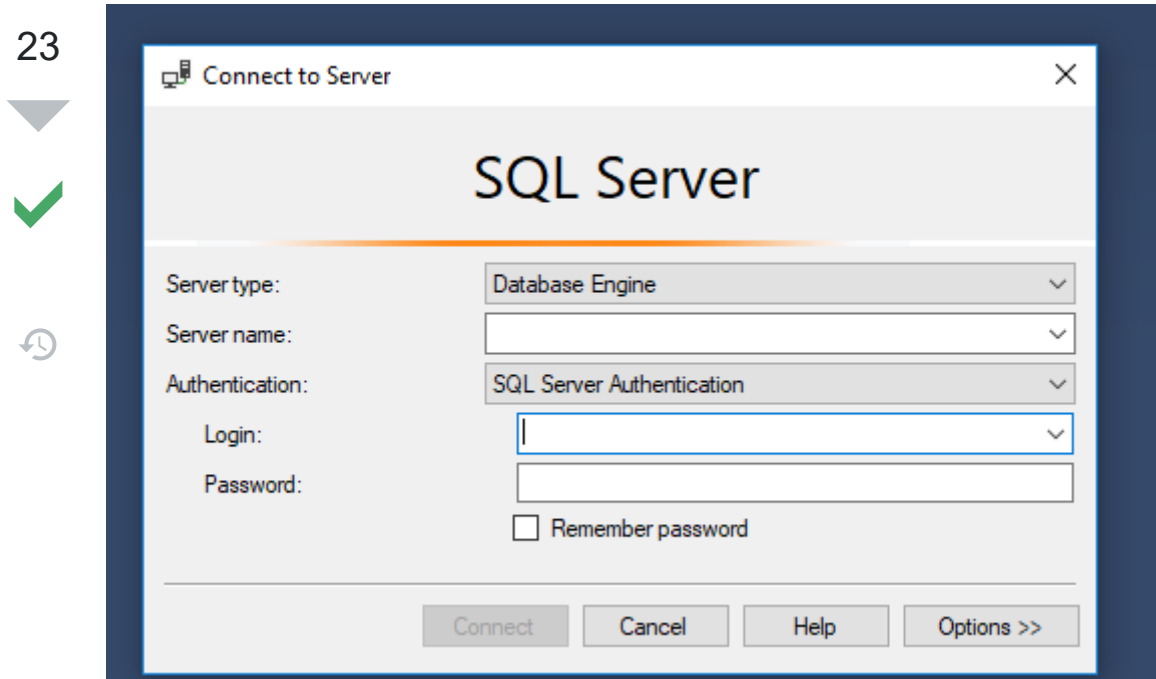 23
Connect to Server
SQL Server
Server type:
Database Engine
Server name:
Authentication:
SQL Server Authentication
Login:
Password:
Remember password
Connect
Cancel
Help
Options >>